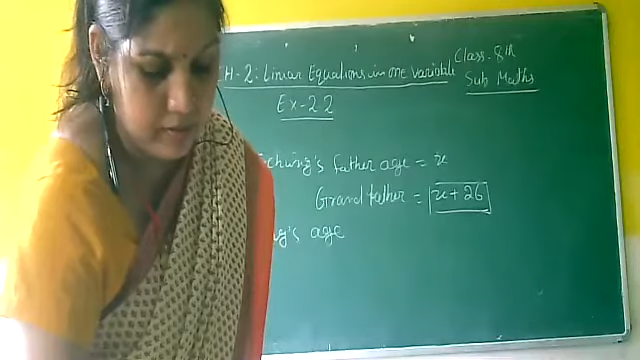 H-2: Linear Equations in one variable
Class-8th
Sub Maths
Ex-2.2
chung's father age = x
Grand father = x+26
g's age